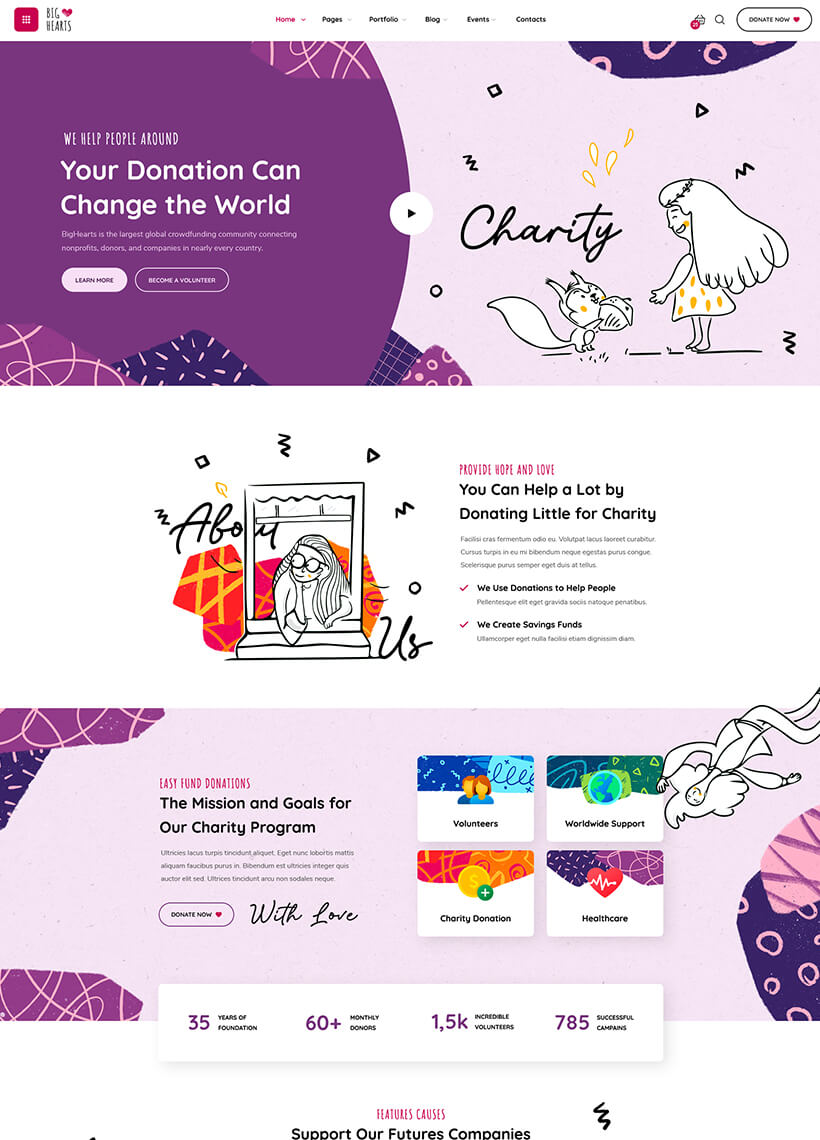 BIG
HEARTS
Home
Pages
Portfolio
Blog
Events
Contacts
20
DONATE NOW
WE HELP PEOPLE AROUND
Your Donation Can
Change the World
BigHearts is the largest global crowdfunding community connecting
nonprofits, donors, and companies in nearly every country.
LEARN MORE
BECOME A VOLUNTEER
Charity
About
Us
PROVIDE HOPE AND LOVE
You Can Help a Lot by
Donating Little for Charity
Facilisi cras fermentum odio eu. Volutpat lacus laoreet curabitur.
Cursus turpis in eu mi bibendum neque egestas purus congue.
Scelerisque purus semper eget duis at tellus.
We Use Donations to Help People
Pellentesque elit eget gravida sociis natoque penatibus.
We Create Savings Funds
Ullamcorper eget nulla facilisi etiam dignissim diam.
EASY FUND DONATIONS
The Mission and Goals for
Our Charity Program
Ultricies lacus turpis tincidunt aliquet. Eget nunc lobortis mattis
aliquam faucibus purus in. Bibendum est ultricies integer quis
auctor elit sed. Ultrices tincidunt arcu non sodales neque.
DONATE NOW
With Love
Volunteers
Worldwide Support
Charity Donation
Healthcare
35 YEARS OF
FOUNDATION
60+ MONTHLY
DONORS
1,5k INCREDIBLE
VOLUNTEERS
785 SUCCESSFUL
CAMPAINS
FEATURES CAUSES
Support Our Futures Companies